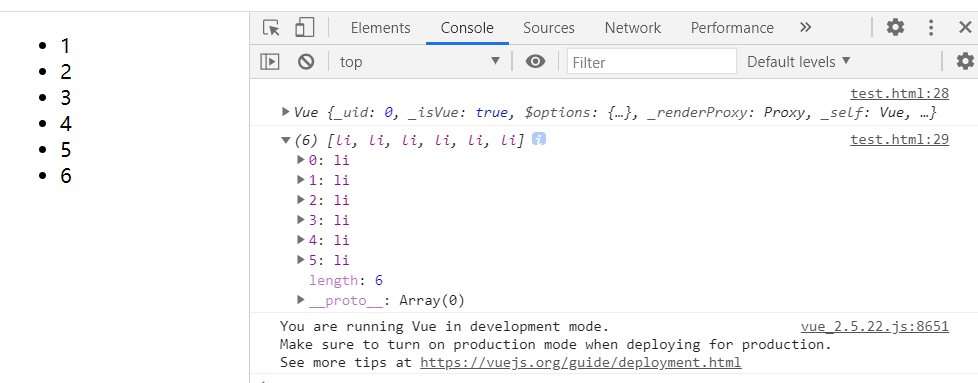 1
2
3
4
5
6
Elements Console Sources Network Performance »
top Filter Default levels
test.html:28
Vue {_uid: 0, _isVue: true, $options: {…}, _renderProxy: Proxy, _self: Vue, …}
(6) [li, li, li, li, li, li] i test.html:29
0: li
1: li
2: li
3: li
4: li
5: li
length: 6
__proto__: Array(0)
You are running Vue in development mode. vue_2.5.22.js:8651
Make sure to turn on production mode when deploying for production.
See more tips at https://vuejs.org/guide/deployment.html